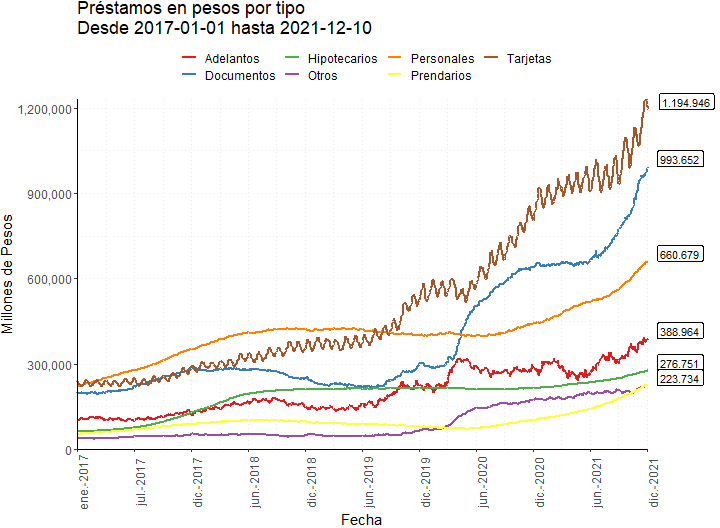 Préstamos en pesos por tipo
Desde 2017-01-01 hasta 2021-12-10
Adelantos Hipotecarios Personales Tarjetas
Documentos Otros Prendarios
Millones de Pesos
1,200,000
900,000
600,000
300,000
0
1.194.946
993.652
660.679
388.964
276.751
223.734
ene.-2017
jul.-2017
dic.-2017
jun.-2018
dic.-2018
jun.-2019
dic.-2019
jun.-2020
dic.-2020
jun.-2021
dic.-2021
Fecha